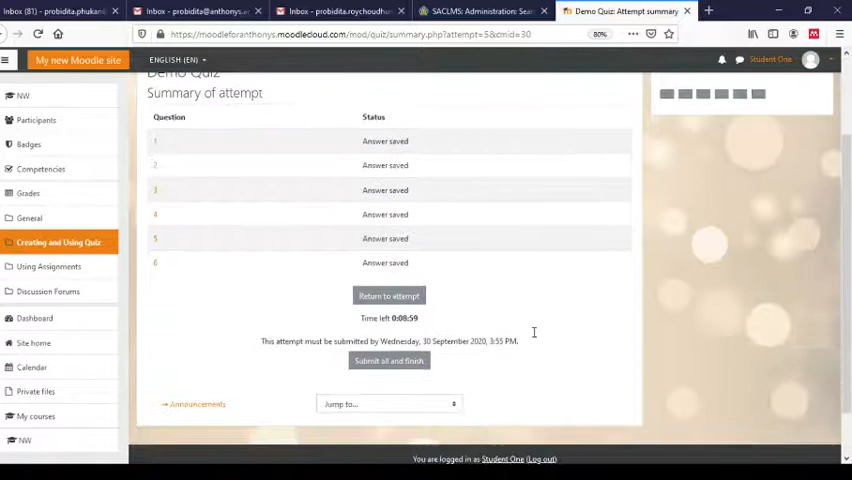 Inbox (81) - probidita.phukan@
Inbox - probidita@anthonys.a
Inbox - probidita.roychoudhur
SACLMS: Administration: Sear
Demo Quiz: Attempt summary
https://moodleforanthonys.moodlecloud.com/mod/quiz/summary.php?attempt=5&cmid=30
80%
My new Moodle site
ENGLISH (EN)
Student One
Demo Quiz
Summary of attempt
Question Status
1 Answer saved
2 Answer saved
3 Answer saved
4 Answer saved
5 Answer saved
6 Answer saved
Return to attempt
Time left 0:08:59
This attempt must be submitted by Wednesday, 30 September 2020, 3:55 PM.
Submit all and finish
Announcements
Jump to...
You are logged in as Student One (Log out)
NW
Participants
Badges
Competencies
Grades
General
Creating and Using Quiz
Using Assignments
Discussion Forums
Dashboard
Site home
Calendar
Private files
My courses
NW